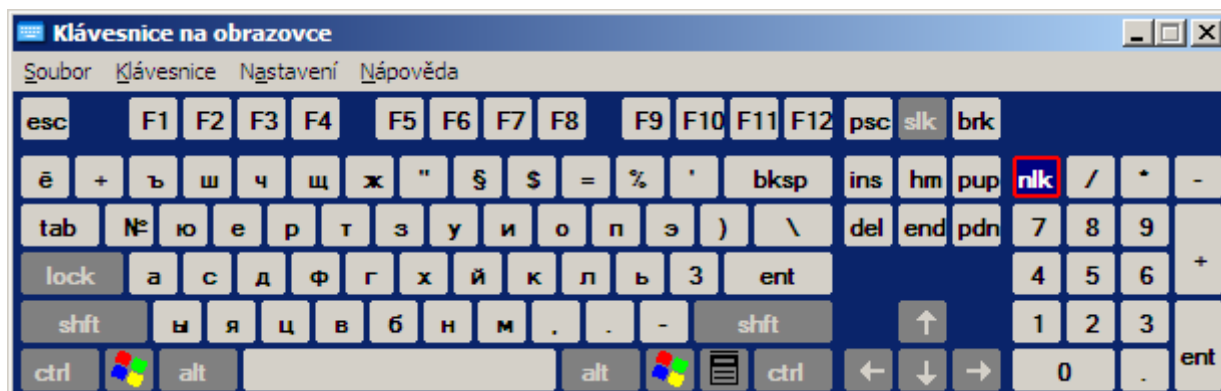 Klávesnice na obrazovce
Soubor Klávesnice Nastavení Nápověda
esc F1 F2 F3 F4 F5 F6 F7 F8 F9 F10 F11 F12 psc slk brk
ē + ъ ш ч щ ж " § $ = % ' bksp ins hm pup nlk / * -
tab № ю е р т з у и о п э ) \ del end pdn 7 8 9 +
lock а с д ф г х й к л ь 3 ent 4 5 6
shft ы я ц в б н м , . - shft ↑ 1 2 3 ent
ctrl alt alt ctrl ← ↓ → 0 .